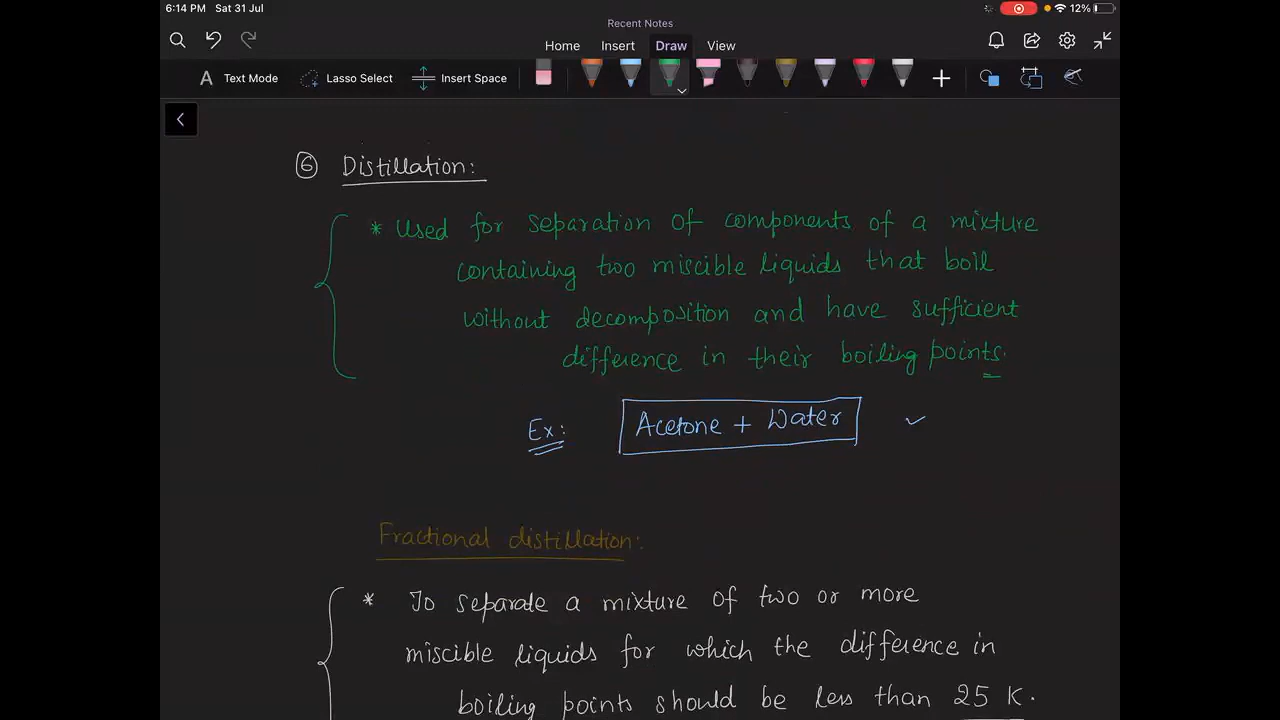 6:14 PM Sat 31 Jul
12%
Recent Notes
Home Insert Draw View
A Text Mode Lasso Select Insert Space
⑥ Distillation:
* Used for separation of components of a mixture
containing two miscible liquids that boil
without decomposition and have sufficient
difference in their boiling points.
Ex: Acetone + Water
Fractional distillation:
* To separate a mixture of two or more
miscible liquids for which the difference in
boiling points should be less than 25 K.